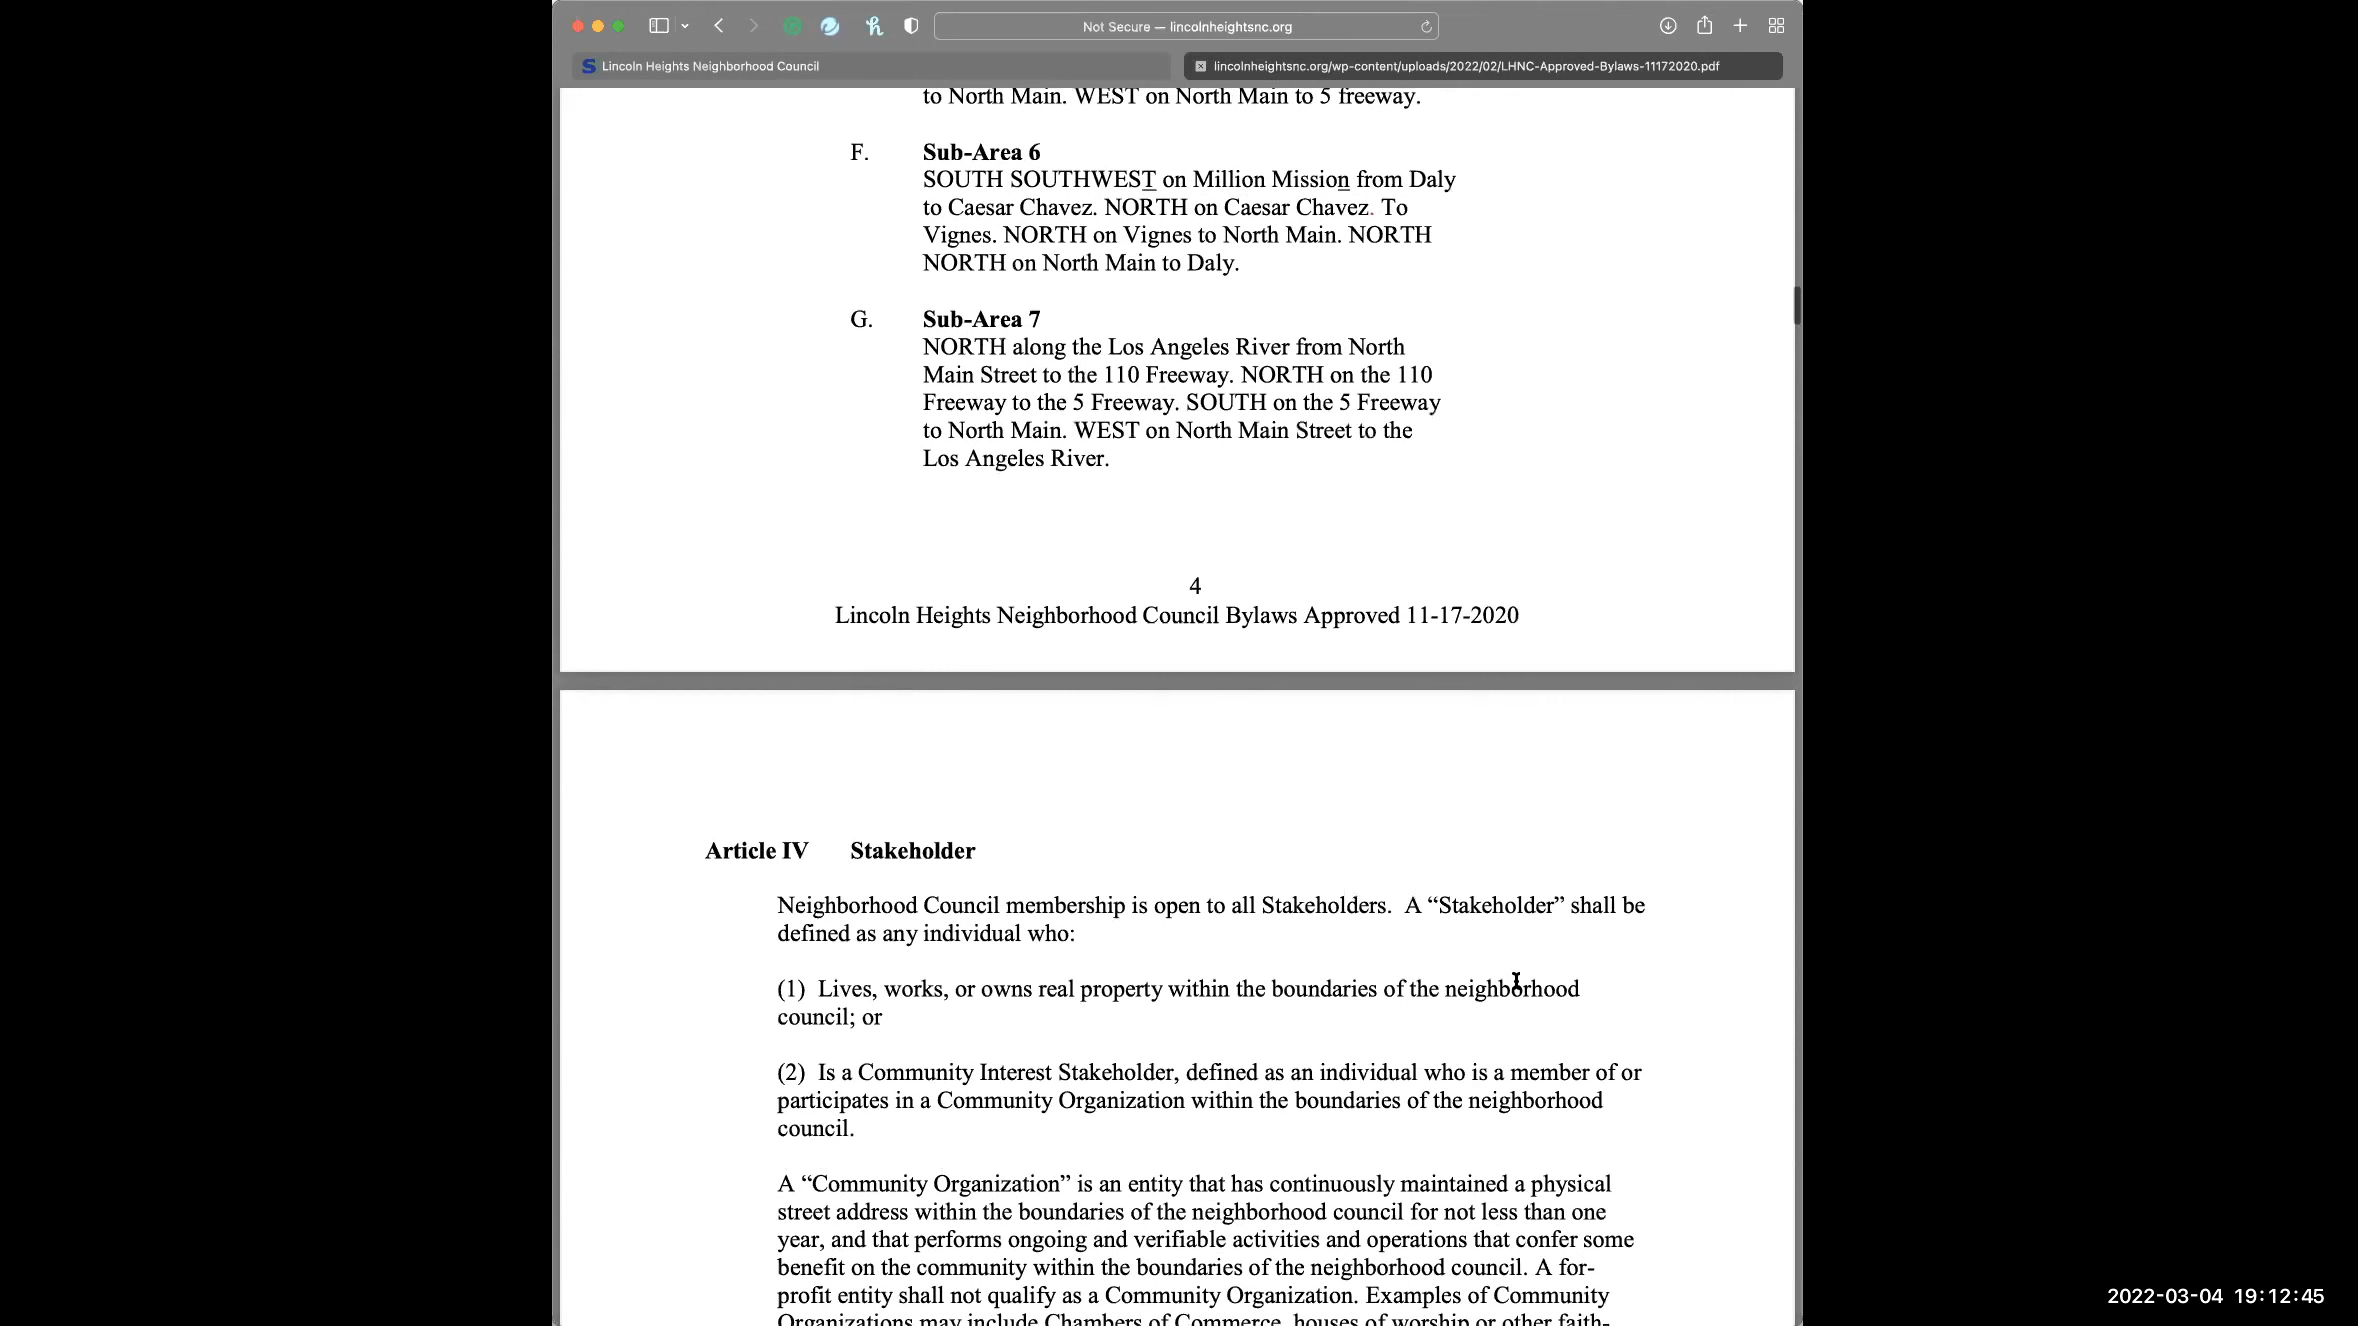 Not Secure — lincolnheightsnc.org
Lincoln Heights Neighborhood Council
lincolnheightsnc.org/wp-content/uploads/2022/02/LHNC-Approved-Bylaws-11172020.pdf
to North Main. WEST on North Main to 5 freeway.
F. Sub-Area 6
SOUTH SOUTHWEST on Million Mission from Daly
to Caesar Chavez. NORTH on Caesar Chavez. To
Vignes. NORTH on Vignes to North Main. NORTH
NORTH on North Main to Daly.
G. Sub-Area 7
NORTH along the Los Angeles River from North
Main Street to the 110 Freeway. NORTH on the 110
Freeway to the 5 Freeway. SOUTH on the 5 Freeway
to North Main. WEST on North Main Street to the
Los Angeles River.
4
Lincoln Heights Neighborhood Council Bylaws Approved 11-17-2020
Article IV Stakeholder
Neighborhood Council membership is open to all Stakeholders. A “Stakeholder” shall be
defined as any individual who:
(1) Lives, works, or owns real property within the boundaries of the neighborhood
council; or
(2) Is a Community Interest Stakeholder, defined as an individual who is a member of or
participates in a Community Organization within the boundaries of the neighborhood
council.
A “Community Organization” is an entity that has continuously maintained a physical
street address within the boundaries of the neighborhood council for not less than one
year, and that performs ongoing and verifiable activities and operations that confer some
benefit on the community within the boundaries of the neighborhood council. A for-
profit entity shall not qualify as a Community Organization. Examples of Community
Organizations may include Chambers of Commerce, houses of worship or other faith-
2022-03-04 19:12:45